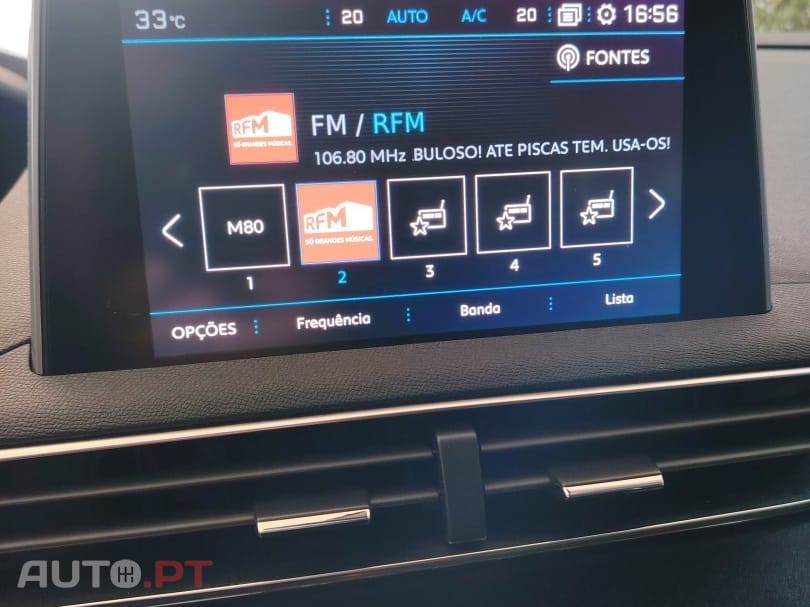 33°C 20 AUTO A/C 20 16:56
FONTES
RFM
SÓ GRANDES MÚSICAS.
FM / RFM
106.80 MHz .BULOSO! ATE PISCAS TEM. USA-OS!
M80
RFM
SÓ GRANDES MÚSICAS.
1 2 3 4 5
OPÇÕES Frequência Banda Lista
AUTO.PT